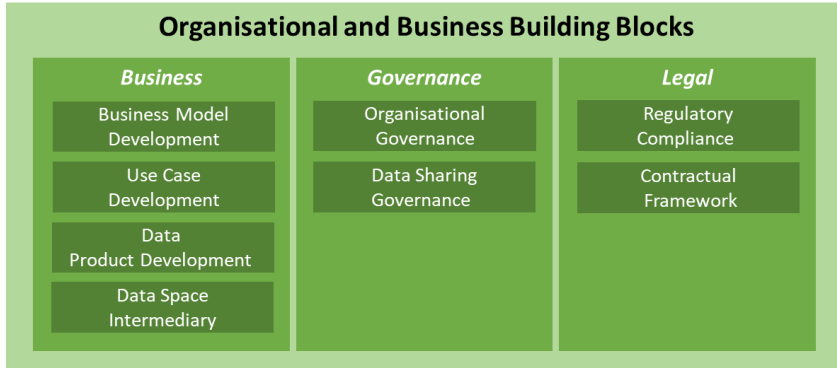 Organisational and Business Building Blocks
Business
Business Model
Development
Use Case
Development
Data
Product Development
Data Space
Intermediary
Governance
Organisational
Governance
Data Sharing
Governance
Legal
Regulatory
Compliance
Contractual
Framework